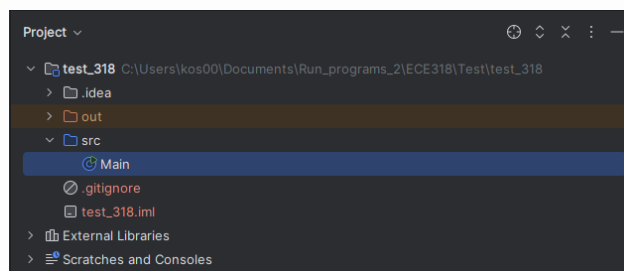 Project
test_318 C:\Users\kos00\Documents\Run_programs_2\ECE318\Test\test_318
.idea
out
src
Main
.gitignore
test_318.iml
External Libraries
Scratches and Consoles